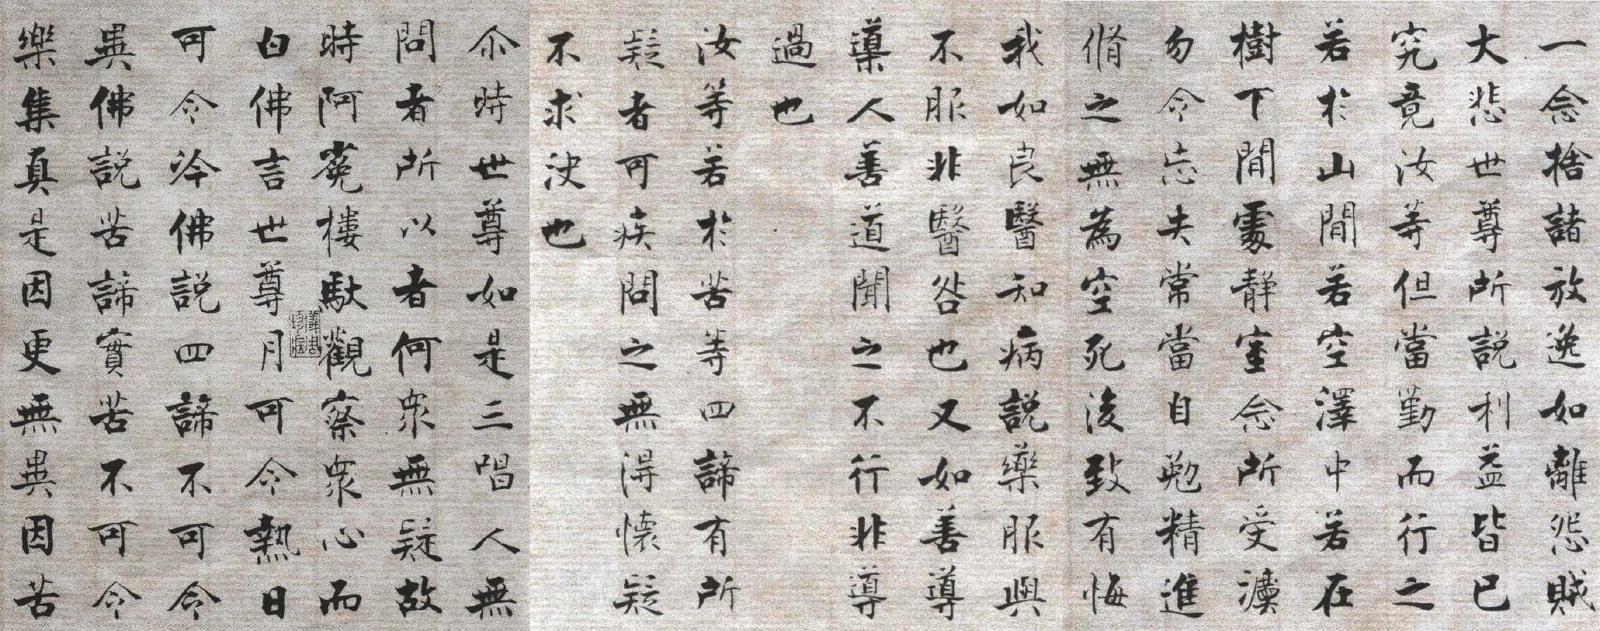 一念捨諸放逸如離怨賊
大悲世尊所説利益皆已
究竟汝等但當勤而行之
若於山間若空澤中若在
樹下閒處静室念所受法
勿令忘失常當自勉精進
脩之無為空死後致有悔
我如良醫知病説藥服與
不服非醫咎也又如善導
導人善道聞之不行非導
過也
汝等若於苦等四諦有所
疑者可疾問之無得懷疑
不求決也
尒時世尊如是三唱人無
問者所以者何衆無疑故
時阿㝹樓馱觀察衆心而
白佛言世尊月可令熱日
可令冷佛説四諦不可令
異佛説苦諦實苦不可令
樂集真是因更無異因苦